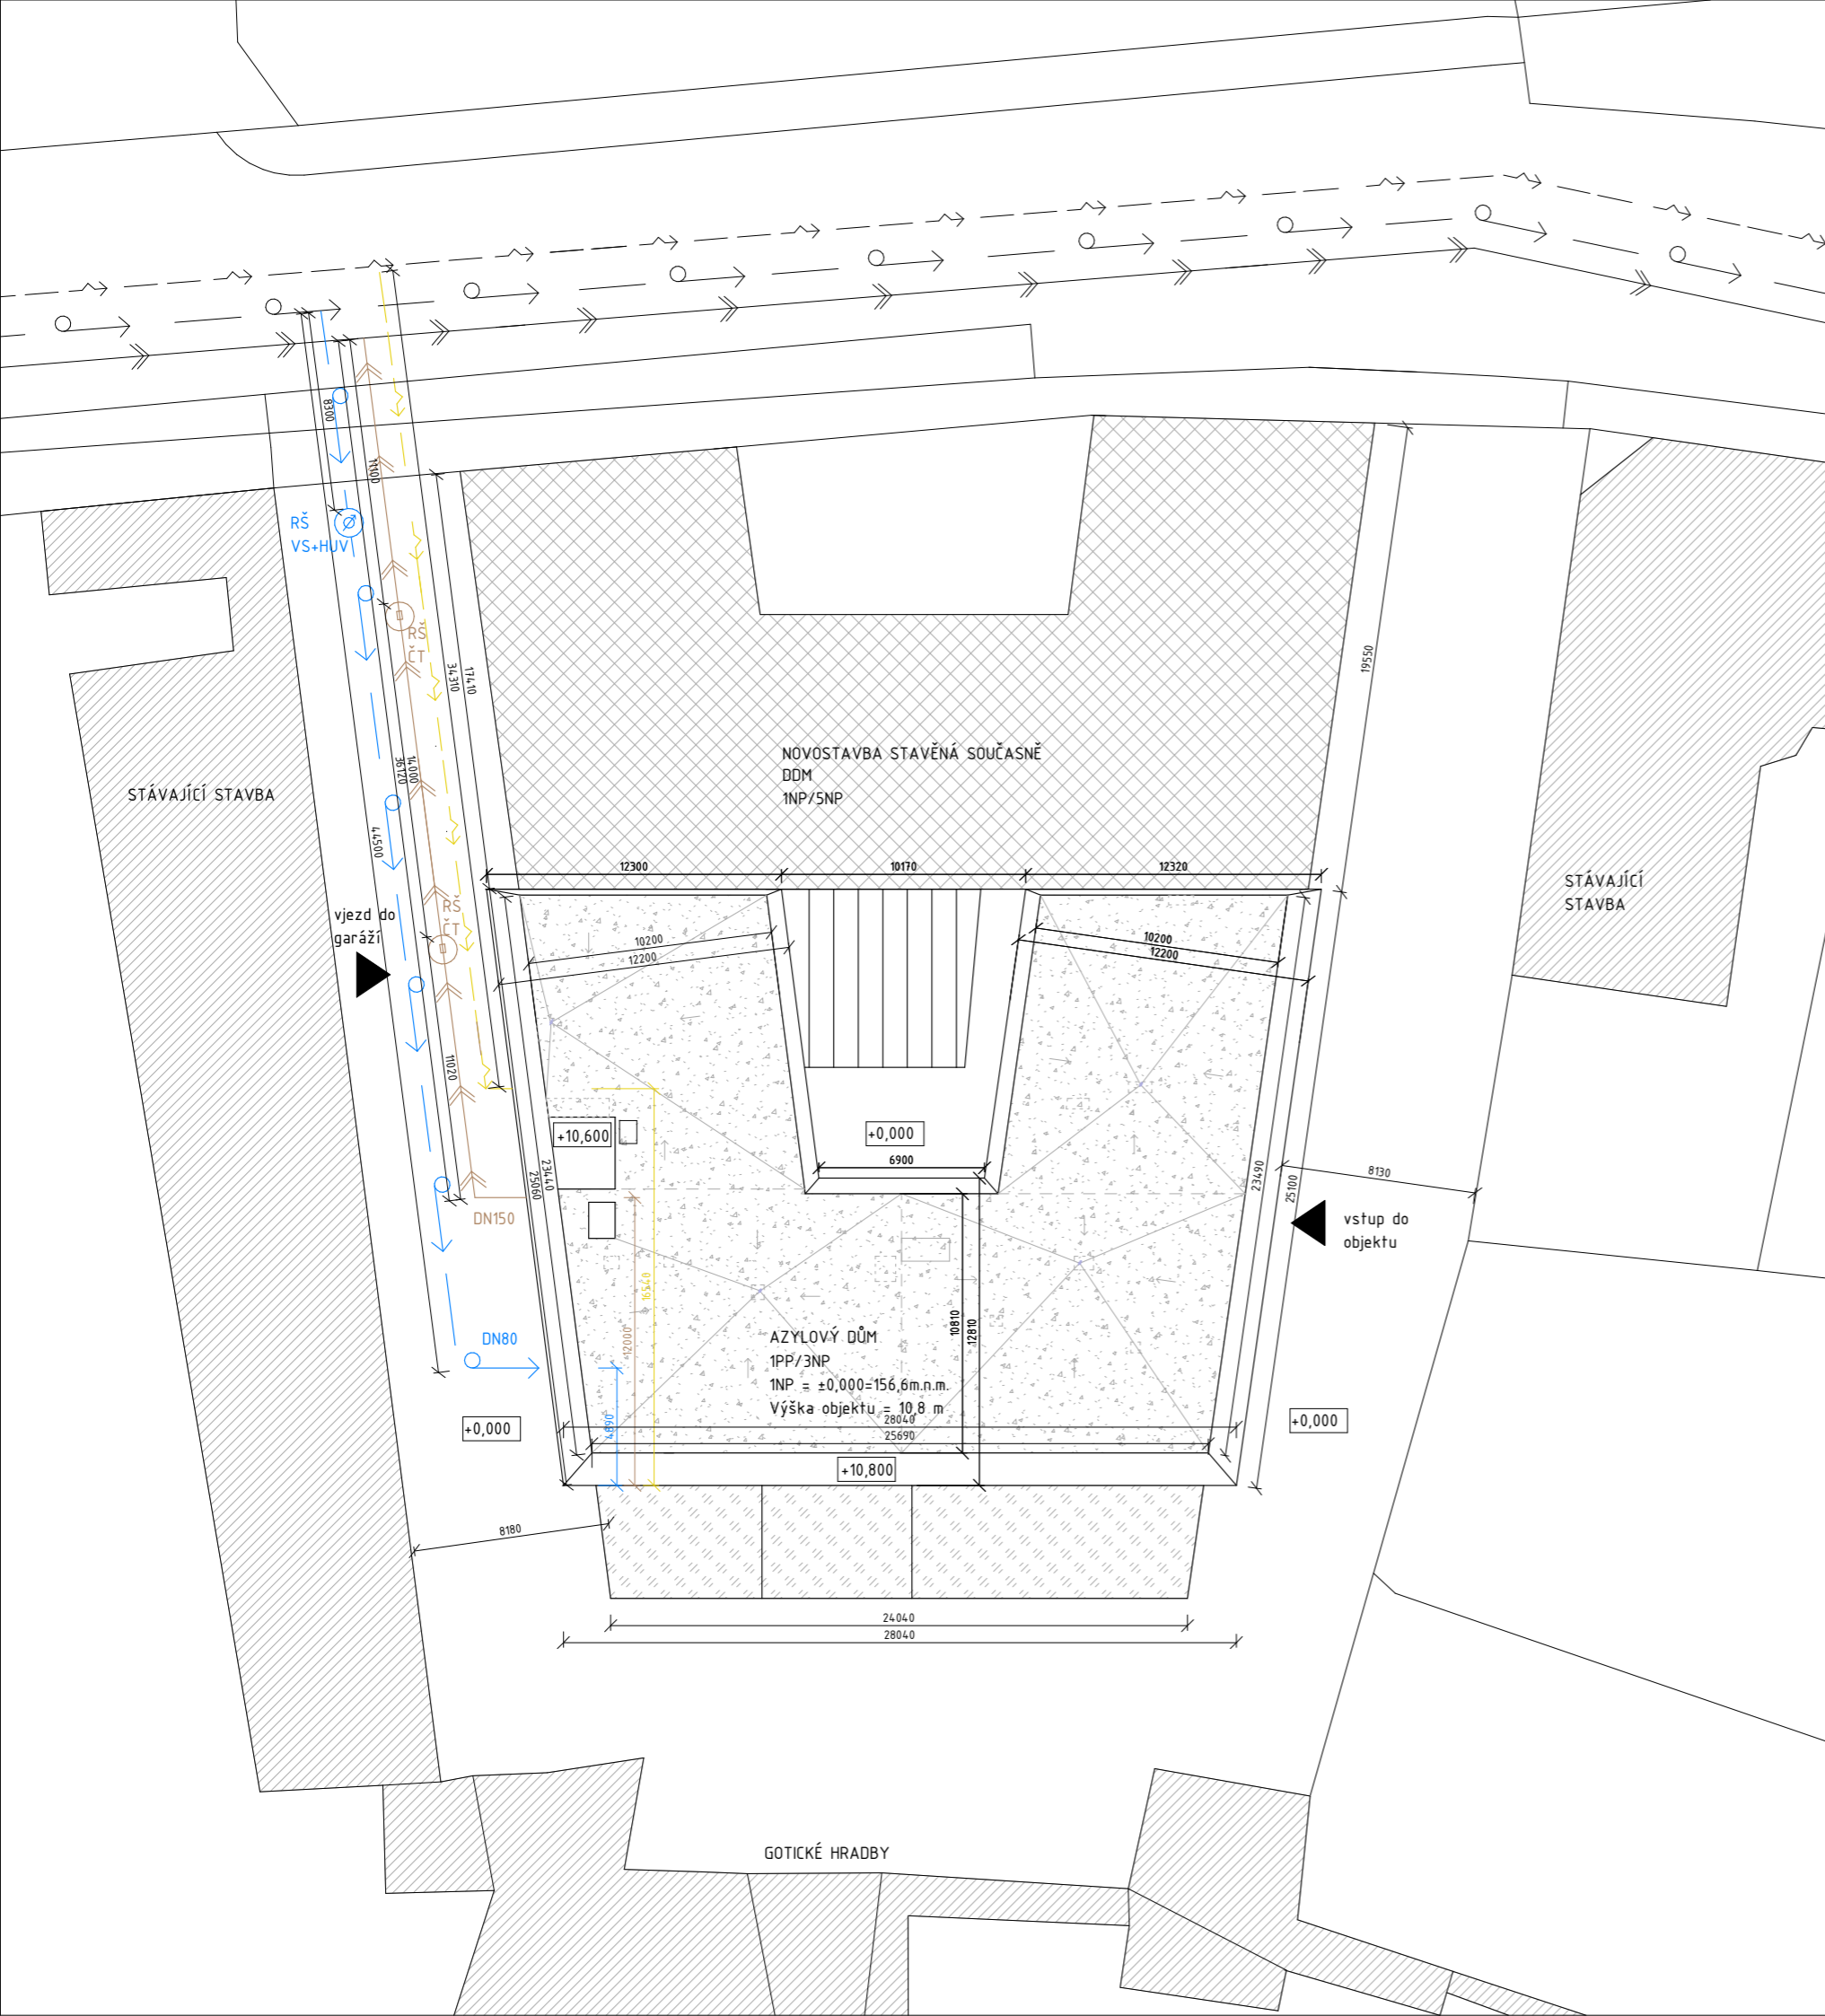 8300
11100
RŠ
VS+HUV
RŠ
ČT
34310
17410
19550
NOVOSTAVBA STAVĚNÁ SOUČASNĚ
DDM
1NP/5NP
STÁVAJÍCÍ STAVBA
36120
14000
44500
12300
10170
12320
STÁVAJÍCÍ
STAVBA
RŠ
ČT
vjezd do
garáží
10200
12200
10200
12200
11020
+10,600
+0,000
6900
25060
23440
23490
25100
8130
DN150
vstup do
objektu
16540
12000
10810
12810
DN80
AZYLOVÝ DŮM
1PP/3NP
1NP = ±0,000=156,6m.n.m.
Výška objektu = 10,8 m
28040
25690
4890
+0,000
+0,000
+10,800
8180
24040
28040
GOTICKÉ HRADBY